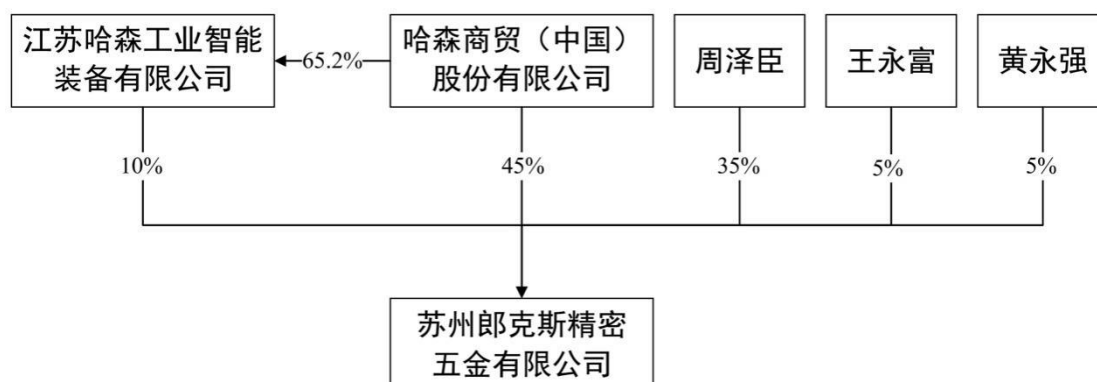 江苏哈森工业智能
装备有限公司
65.2%
哈森商贸（中国）
股份有限公司
周泽臣
王永富
黄永强
10%
45%
35%
5%
5%
苏州郎克斯精密
五金有限公司